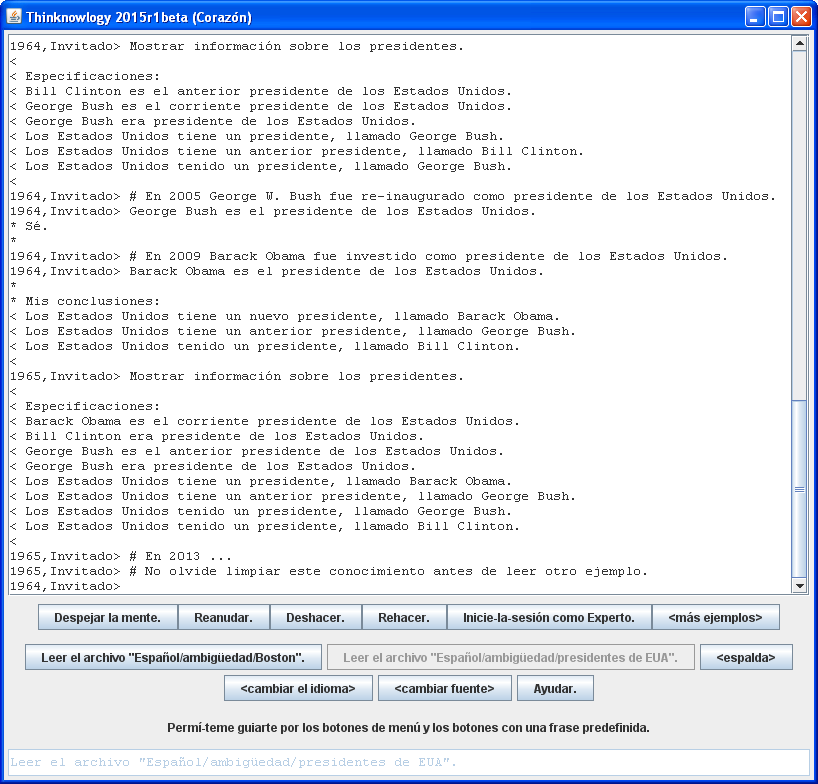 Thinknowlogy 2015r1beta (Corazón)
1964,Invitado> Mostrar información sobre los presidentes.
<
< Especificaciones:
< Bill Clinton es el anterior presidente de los Estados Unidos.
< George Bush es el corriente presidente de los Estados Unidos.
< George Bush era presidente de los Estados Unidos.
< Los Estados Unidos tiene un presidente, llamado George Bush.
< Los Estados Unidos tiene un anterior presidente, llamado Bill Clinton.
< Los Estados Unidos tenido un presidente, llamado George Bush.
<
1964,Invitado> # En 2005 George W. Bush fue re-inaugurado como presidente de los Estados Unidos.
1964,Invitado> George Bush es el presidente de los Estados Unidos.
* Sé.
*
1964,Invitado> # En 2009 Barack Obama fue investido como presidente de los Estados Unidos.
1964,Invitado> Barack Obama es el presidente de los Estados Unidos.
*
* Mis conclusiones:
< Los Estados Unidos tiene un nuevo presidente, llamado Barack Obama.
< Los Estados Unidos tiene un anterior presidente, llamado George Bush.
< Los Estados Unidos tenido un presidente, llamado Bill Clinton.
<
1965,Invitado> Mostrar información sobre los presidentes.
<
< Especificaciones:
< Barack Obama es el corriente presidente de los Estados Unidos.
< Bill Clinton era presidente de los Estados Unidos.
< George Bush es el anterior presidente de los Estados Unidos.
< George Bush era presidente de los Estados Unidos.
< Los Estados Unidos tiene un presidente, llamado Barack Obama.
< Los Estados Unidos tiene un anterior presidente, llamado George Bush.
< Los Estados Unidos tenido un presidente, llamado George Bush.
< Los Estados Unidos tenido un presidente, llamado Bill Clinton.
<
1965,Invitado> # En 2013 ...
1965,Invitado> # No olvide limpiar este conocimiento antes de leer otro ejemplo.
1964,Invitado>
Despejar la mente. Reanudar. Deshacer. Rehacer. Inicie-la-sesión como Experto. <más ejemplos>
Leer el archivo "Español/ambigüedad/Boston". Leer el archivo "Español/ambigüedad/presidentes de EUA". <espalda>
<cambiar el idioma> <cambiar fuente> Ayudar.
Permí-teme guiarte por los botones de menú y los botones con una frase predefinida.
Leer el archivo "Español/ambigüedad/presidentes de EUA".